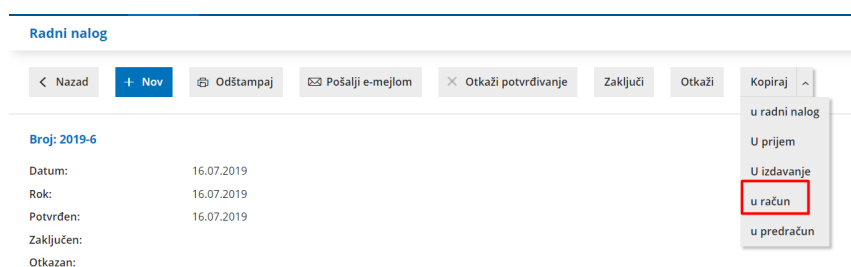 Radni nalog
Nazad + Nov Odštampaj Pošalji e-mejlom Otkaži potvrđivanje Zaključi Otkaži Kopiraj
u radni nalog
Broj: 2019-6
U prijem
Datum: 16.07.2019
U izdavanje
Rok: 16.07.2019
u račun
Potvrđen: 16.07.2019
u predračun
Zaključen:
Otkazan: